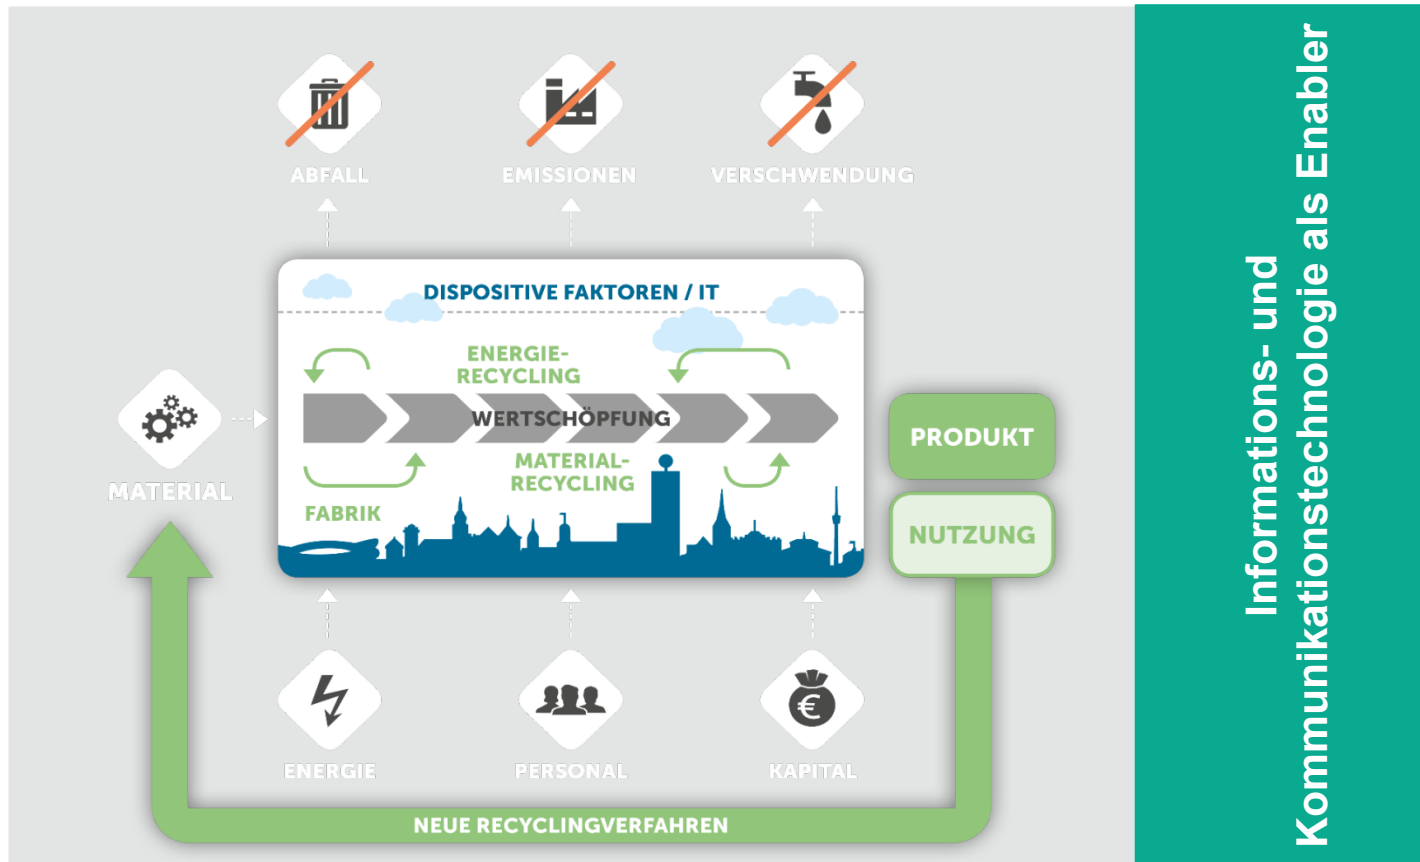 ABFALL
EMISSIONEN
VERSCHWENDUNG
DISPOSITIVE FAKTOREN / IT
ENERGIE-
RECYCLING
WERTSCHÖPFUNG
MATERIAL-
RECYCLING
FABRIK
MATERIAL
PRODUKT
NUTZUNG
€
ENERGIE
PERSONAL
KAPITAL
NEUE RECYCLINGVERFAHREN
Informations- und
Kommunikationstechnologie als Enabler